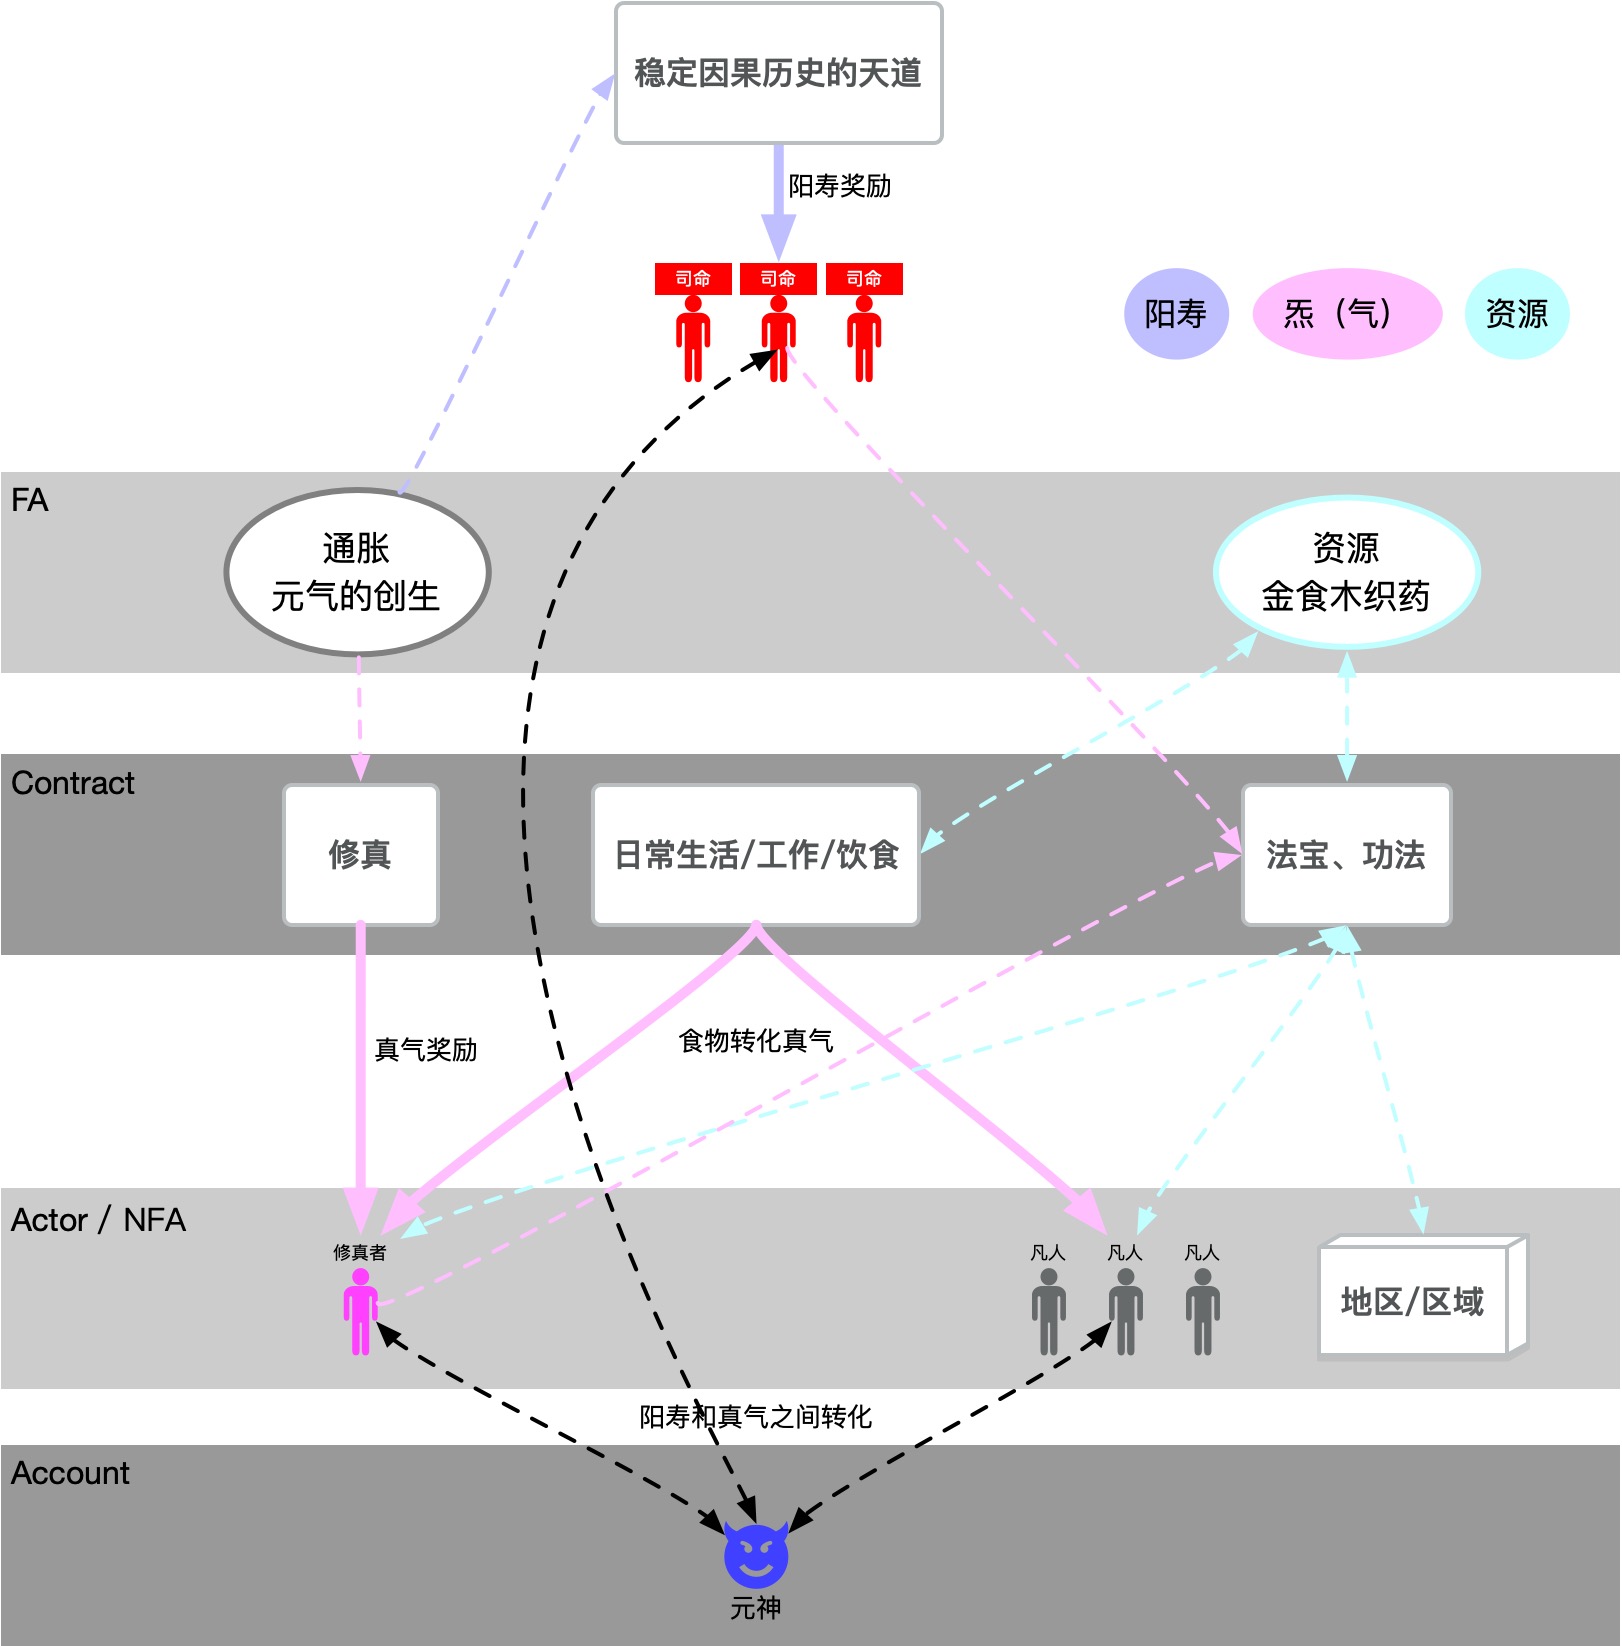 稳定因果历史的天道
阳寿奖励
司命
司命
司命
阳寿
炁（气）
资源
FA
通胀
元气的创生
资源
金食木织药
Contract
修真
日常生活/工作/饮食
法宝、功法
真气奖励
食物转化真气
Actor / NFA
修真者
凡人
凡人
凡人
地区/区域
阳寿和真气之间转化
Account
元神